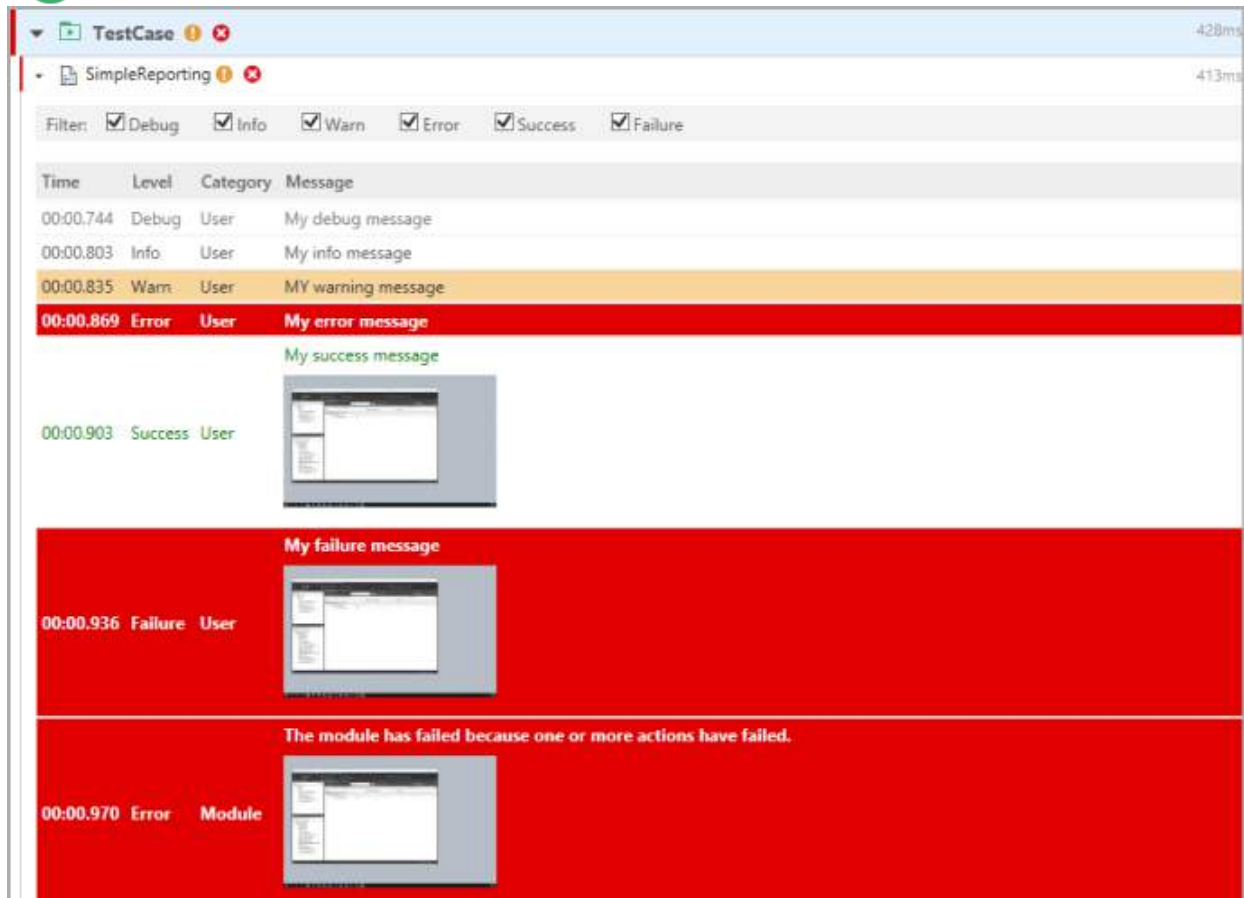 TestCase 428ms
SimpleReporting 413ms
Filter: Debug Info Warn Error Success Failure
Time Level Category Message
00:00.744 Debug User My debug message
00:00.803 Info User My info message
00:00.835 Warn User MY warning message
00:00.869 Error User My error message
My success message
00:00.903 Success User
My failure message
00:00.936 Failure User
The module has failed because one or more actions have failed.
00:00.970 Error Module